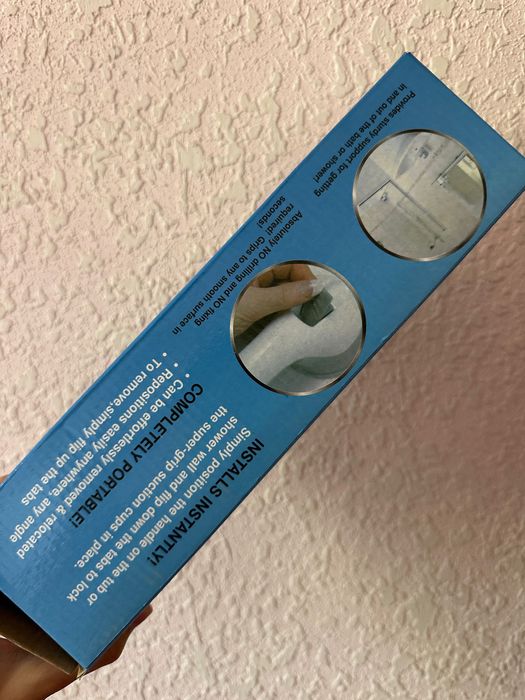 INSTALLS INSTANTLY!
Simply position the handle on the tub or
shower wall and flip down the tabs to lock
the super-grip suction cups in place.
COMPLETELY PORTABLE!
• Can be effortlessly removed & relocated
• Repositions easily anywhere, any angle
• To remove,simply flip up the tabs
Absolutely NO drilling and NO fixing
required! Grips to any smooth surface in
seconds!
Provides sturdy support for getting
in and out of the bath or shower!